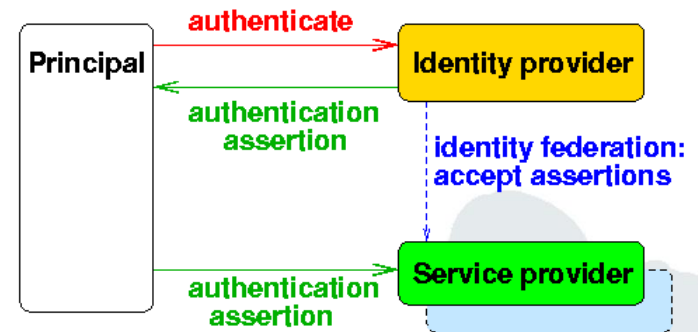 authenticate
Principal
Identity provider
authentication
assertion
identity federation:
accept assertions
Service provider
authentication
assertion